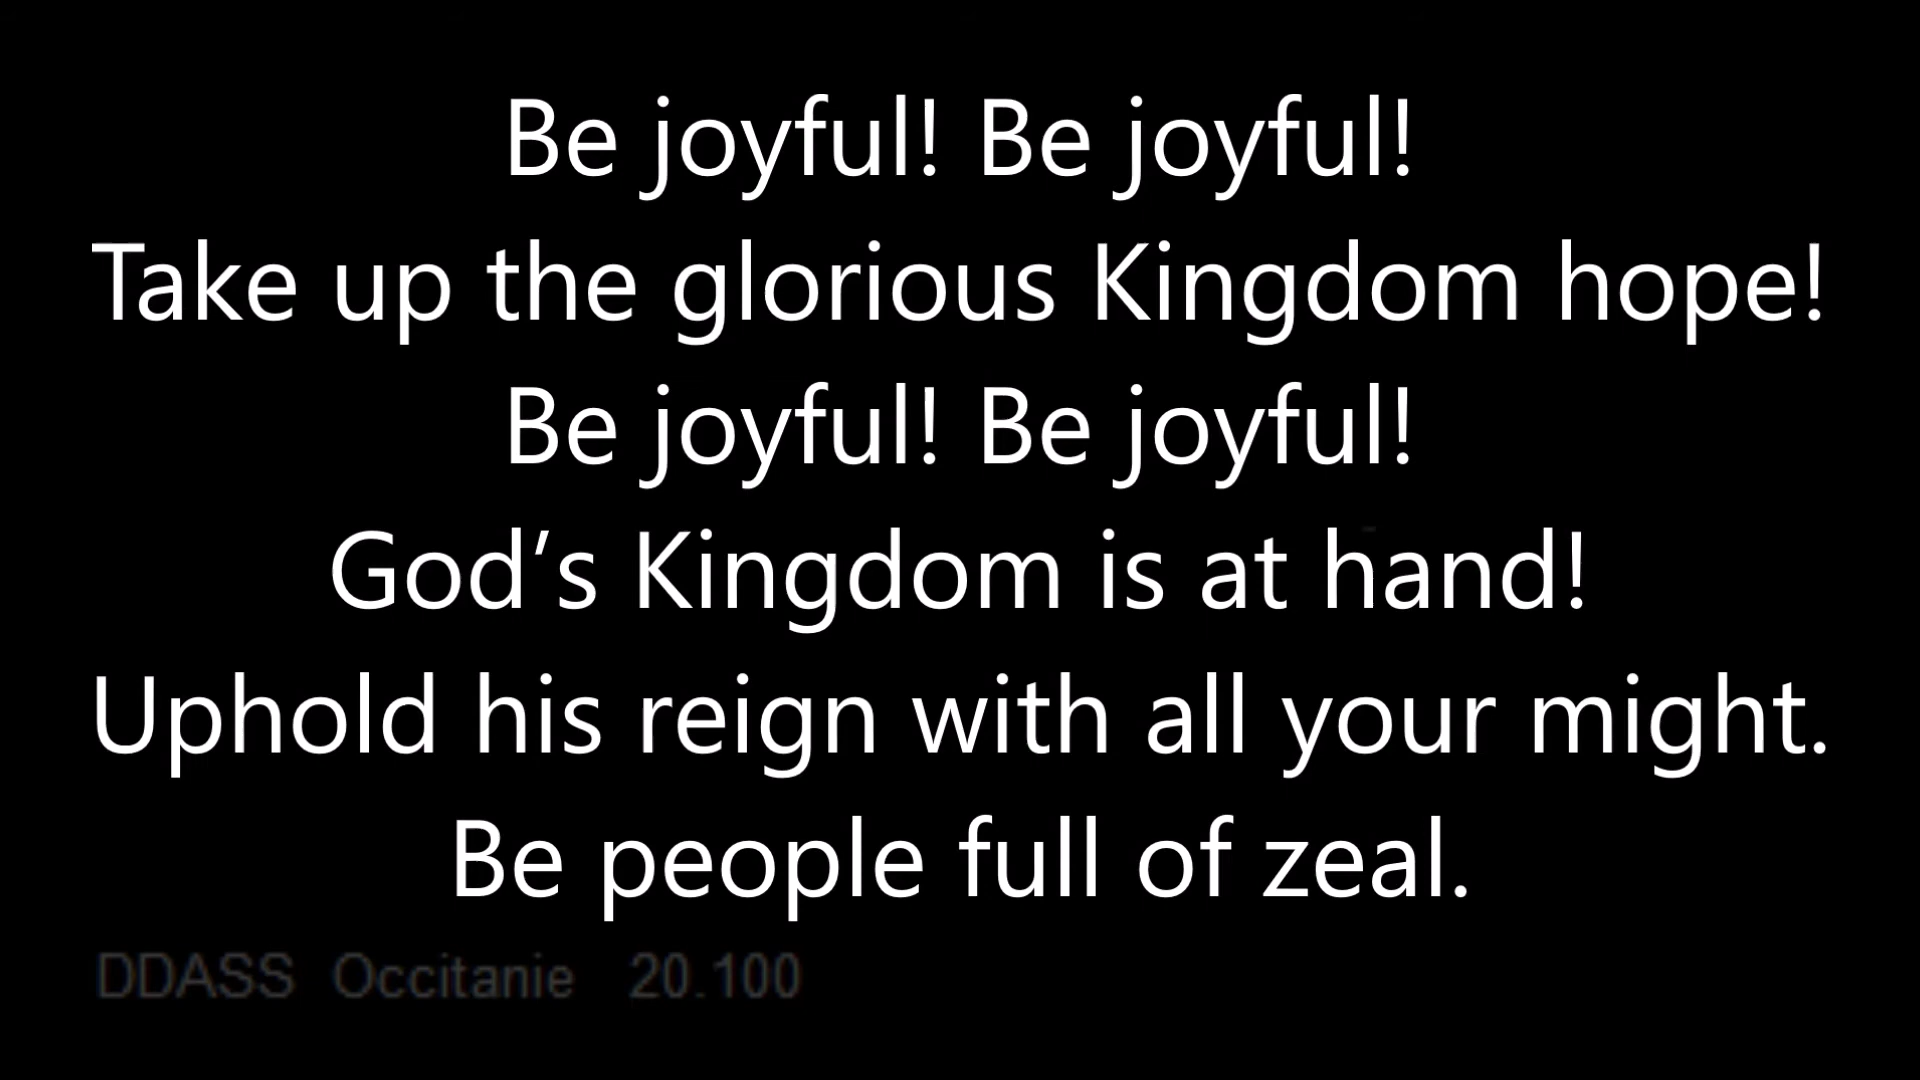 Be joyful! Be joyful!
Take up the glorious Kingdom hope!
Be joyful! Be joyful!
God’s Kingdom is at hand!
Uphold his reign with all your might.
Be people full of zeal.
DDASS Occitanie 20.100